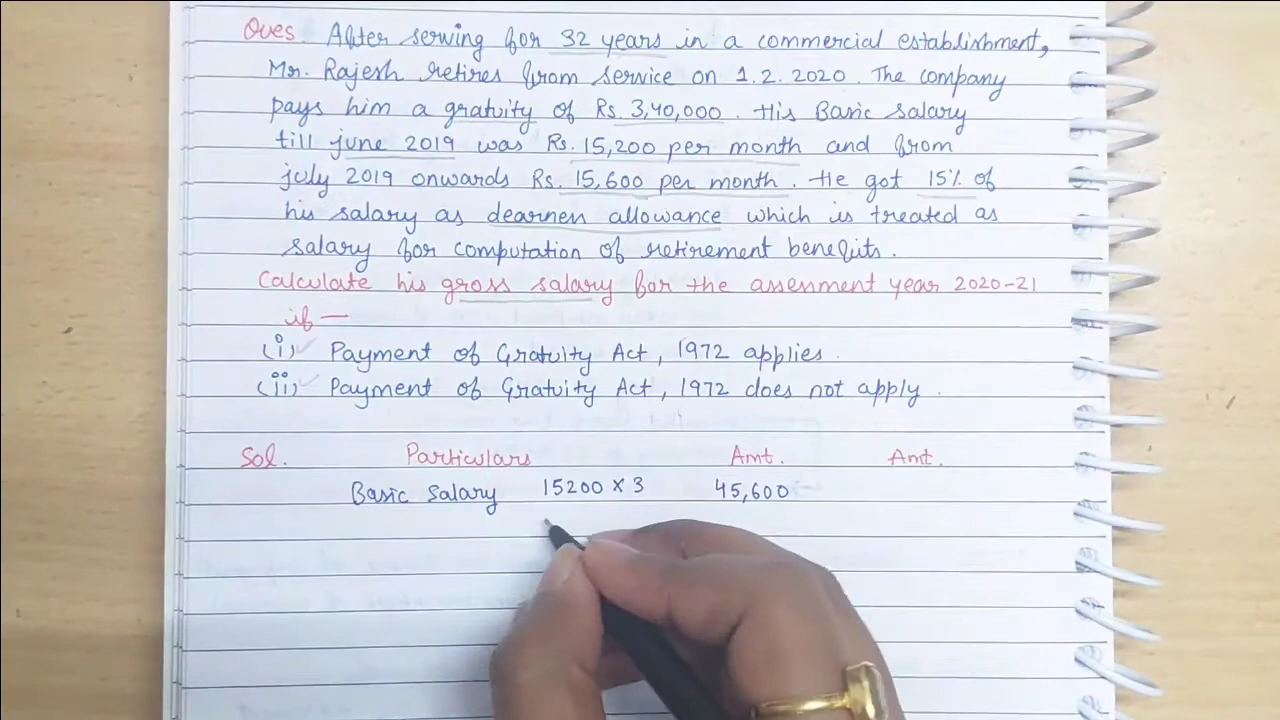 Ques. After serving for 32 years in a commercial establishment,
Mr. Rajesh retires from service on 1.2.2020. The company
pays him a gratuity of Rs. 3,40,000. His Basic salary
till june 2019 was Rs. 15,200 per month and from
july 2019 onwards Rs. 15,600 per month. He got 15% of
his salary as dearness allowance which is treated as
salary for computation of retirement benefits.
Calculate his gross salary for the assessment year 2020-21
if —
(i) Payment of Gratuity Act, 1972 applies.
(ii) Payment of Gratuity Act, 1972 does not apply.
Sol. Particulars Amt. Amt.
Basic salary 15200 x 3 45,600